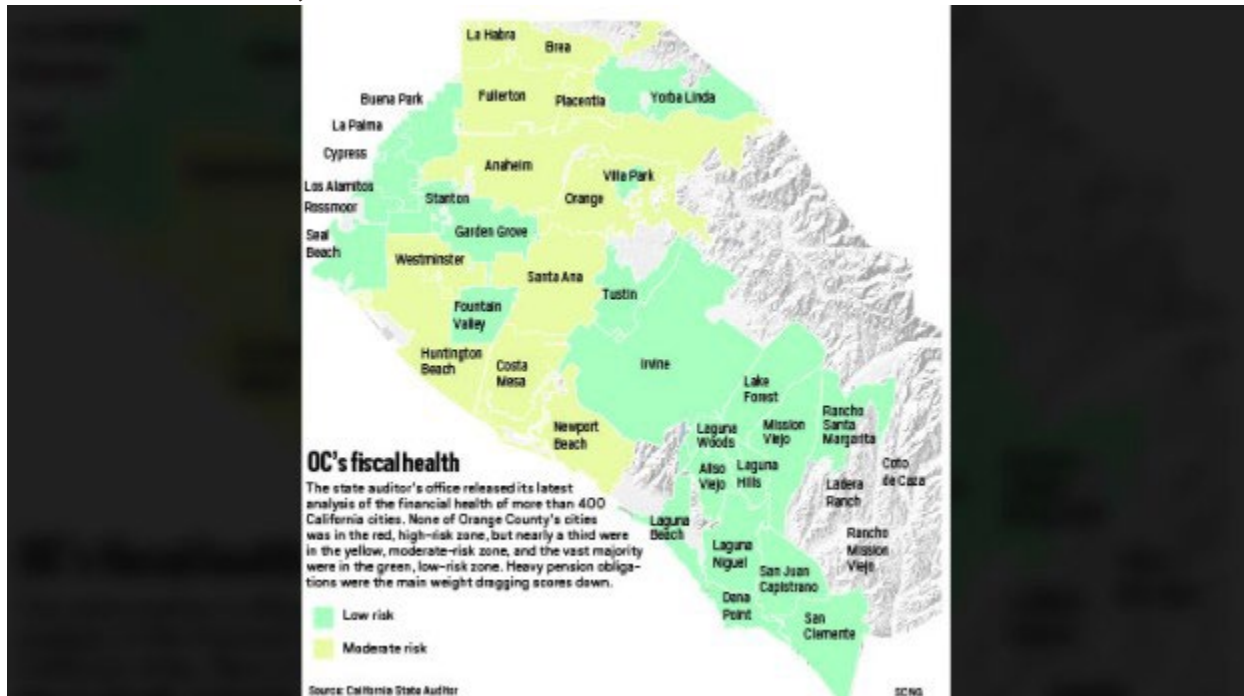 La Habra
Brea
Buena Park
Fullerton
Placentia
Yorba Linda
La Palma
Cypress
Anaheim
Villa Park
Los Alamitos
Stanton
Orange
Rossmoor
Seal
Beach
Garden Grove
Westminster
Santa Ana
Tustin
Fountain
Valley
Huntington
Beach
Costa
Mesa
Irvine
Lake
Forest
Newport
Beach
Laguna
Woods
Mission
Viejo
Rancho
Santa
Margarita
Aliso
Viejo
Laguna
Hills
Ladera
Ranch
Coto
de Caza
Laguna
Beach
Rancho
Mission
Viejo
Laguna
Niguel
San Juan
Capistrano
Dana
Point
San
Clemente
OC's fiscal health
The state auditor's office released its latest
analysis of the financial health of more than 400
California cities. None of Orange County's cities
was in the red, high-risk zone, but nearly a third were
in the yellow, moderate-risk zone, and the vast majority
were in the green, low-risk zone. Heavy pension obliga-
tions were the main weight dragging scores down.
Low risk
Moderate risk
Source: California State Auditor
SCNG